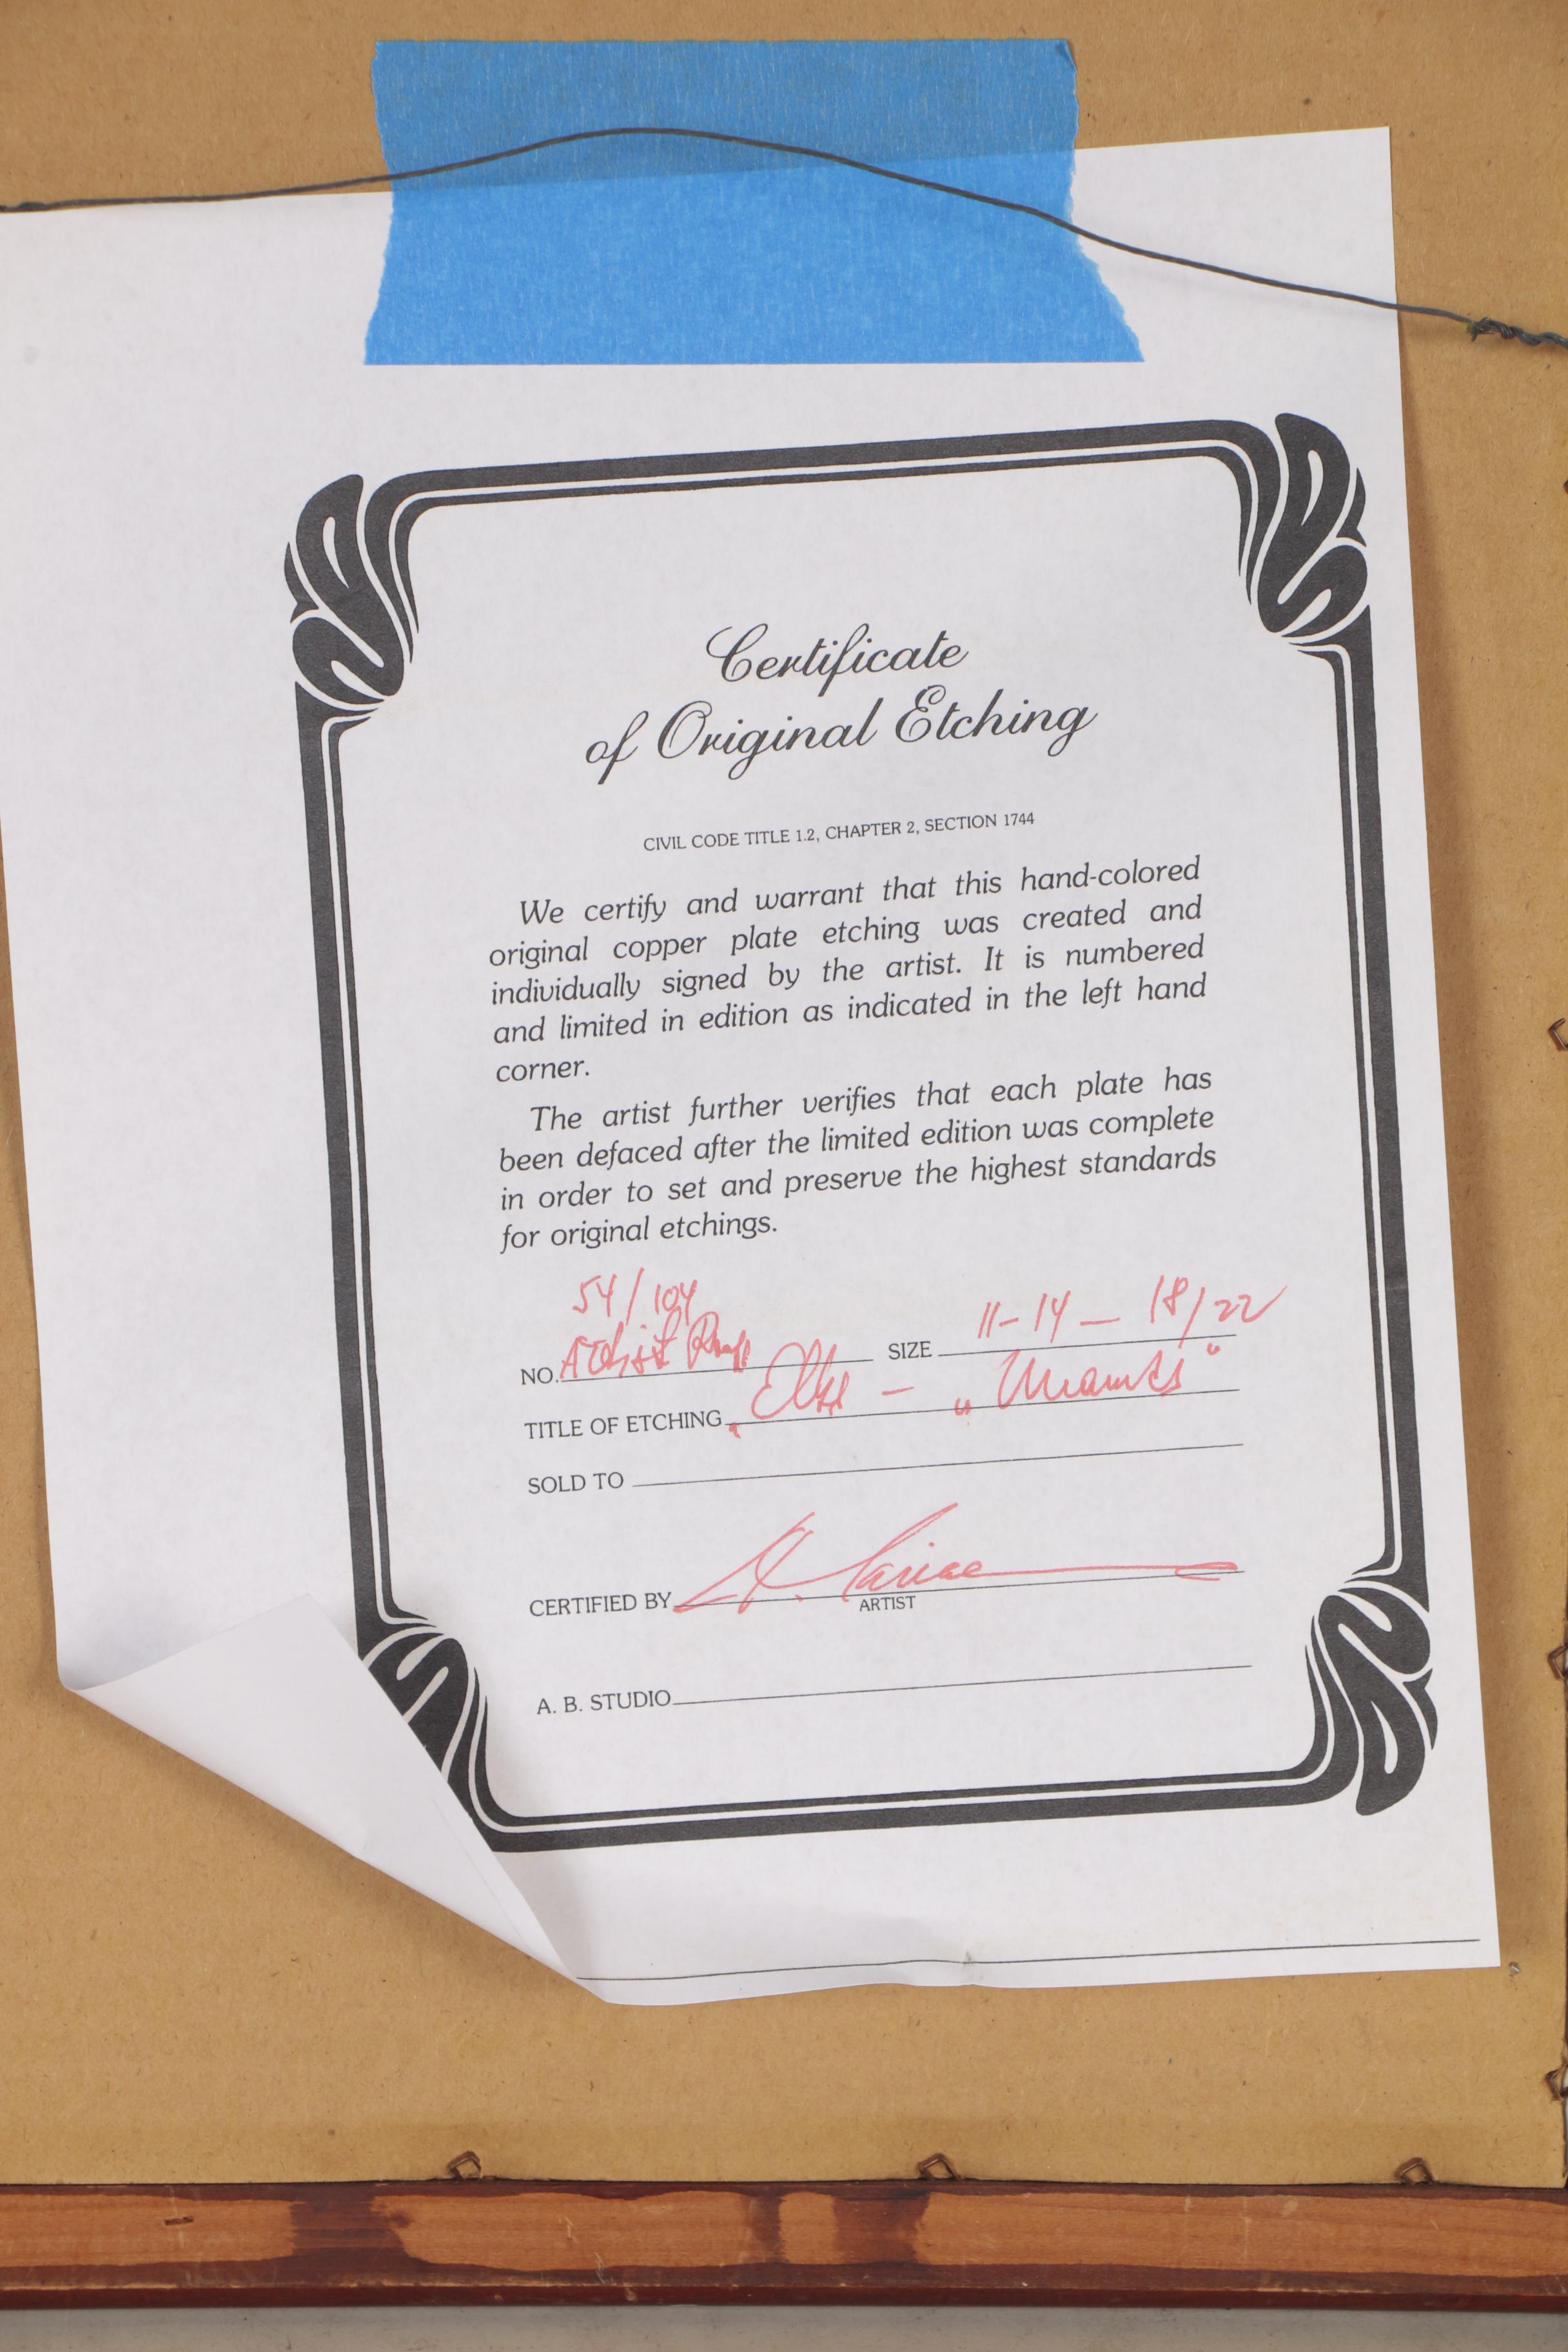 Certificate
of Original Etching
CIVIL CODE TITLE 1.2, CHAPTER 2, SECTION 1744
We certify and warrant that this hand-colored
original copper plate etching was created and
individually signed by the artist. It is numbered
and limited in edition as indicated in the left hand
corner.
The artist further verifies that each plate has
been defaced after the limited edition was complete
in order to set and preserve the highest standards
for original etchings.
54/104
NO. Artist Proof SIZE 11-14 — 18/22
TITLE OF ETCHING
SOLD TO
CERTIFIED BY
ARTIST
A. B. STUDIO